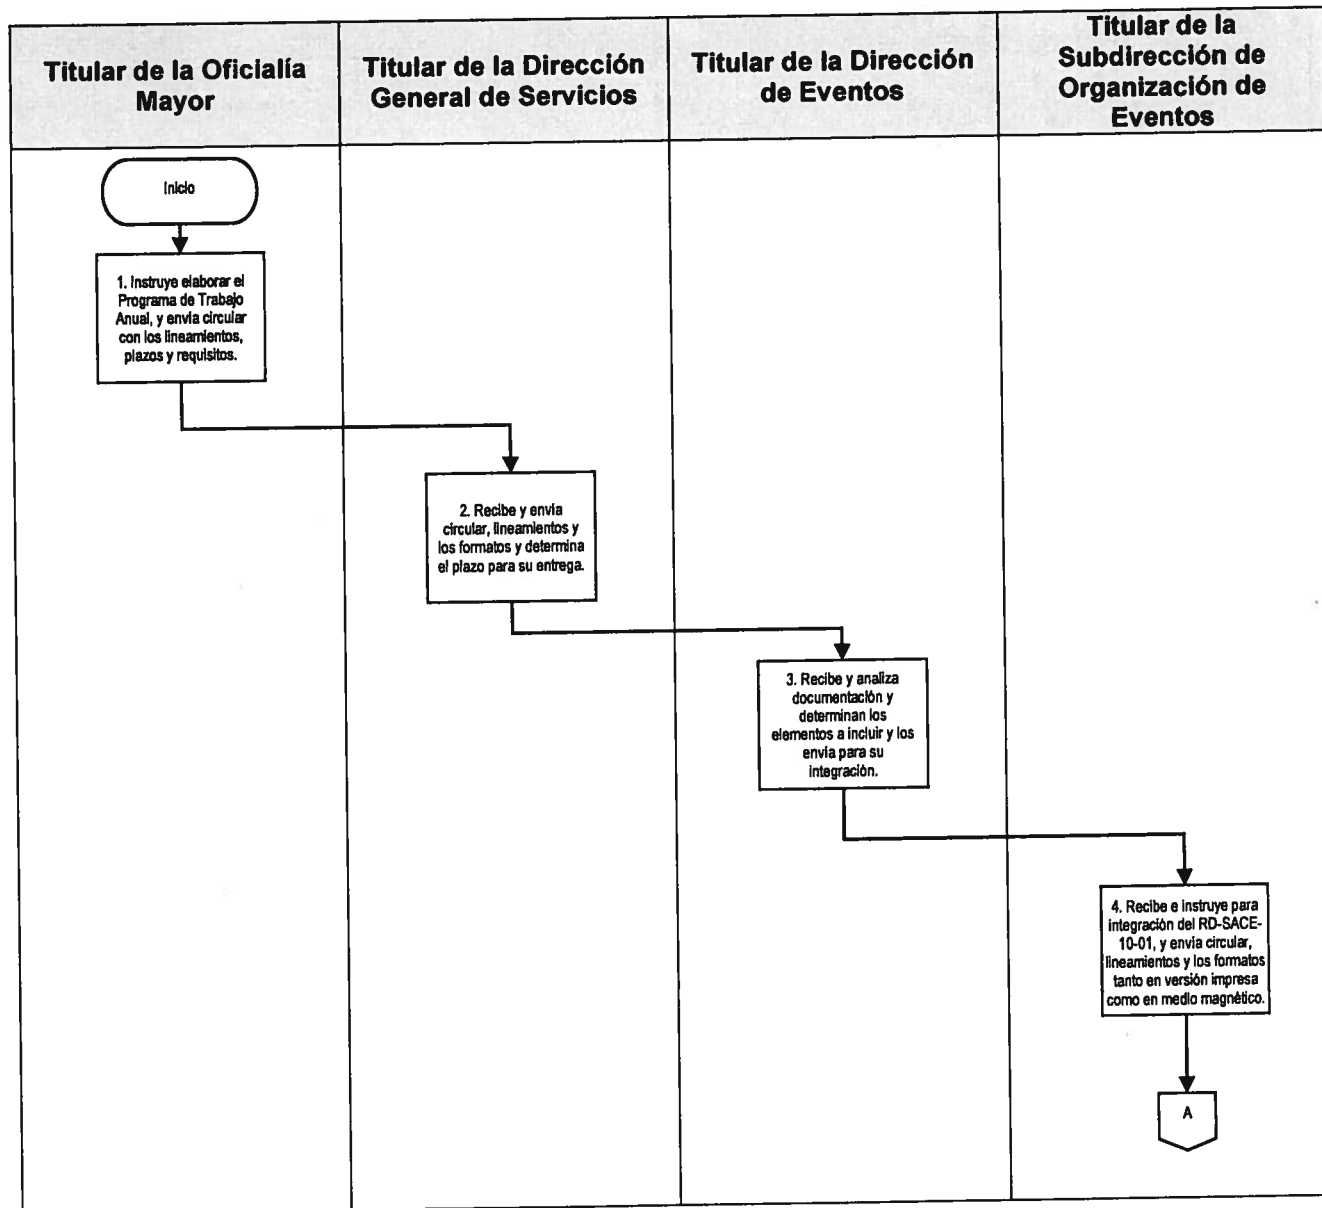 Titular de la Oficialía
Mayor
Titular de la Dirección
General de Servicios
Titular de la Dirección
de Eventos
Titular de la
Subdirección de
Organización de
Eventos
Inicio
1. Instruye elaborar el
Programa de Trabajo
Anual, y envía circular
con los lineamientos,
plazos y requisitos.
2. Recibe y envía
circular, lineamientos y
los formatos y determina
el plazo para su entrega.
3. Recibe y analiza
documentación y
determinan los
elementos a incluir y los
envía para su
integración.
4. Recibe e instruye para
integración del RD-SACE-
10-01, y envía circular,
lineamientos y los formatos
tanto en versión impresa
como en medio magnético.
A